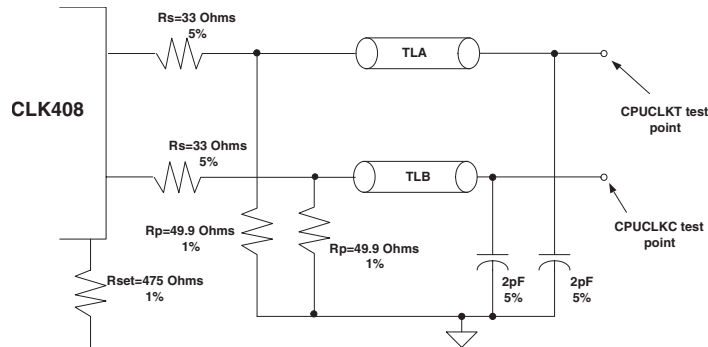 Rs=33 Ohms
5%
TLA
CLK408
CPUCLKT test
point
Rs=33 Ohms
5%
TLB
CPUCLKC test
point
Rp=49.9 Ohms
1%
Rp=49.9 Ohms
1%
Rset=475 Ohms
1%
2pF
5%
2pF
5%